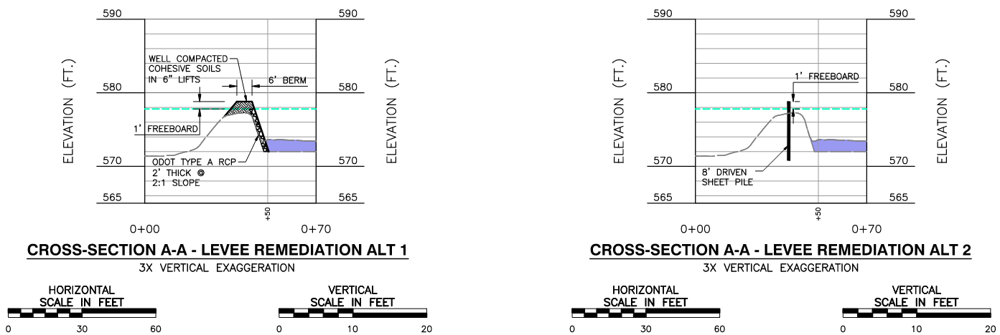 590
590
ELEVATION (FT.)
ELEVATION (FT.)
WELL COMPACTED
COHESIVE SOILS
IN 6" LIFTS
6' BERM
580
580
1' FREEBOARD
ODOT TYPE A RCP
2' THICK @
2:1 SLOPE
570
570
565
565
+50
0+00
0+70
CROSS-SECTION A-A - LEVEE REMEDIATION ALT 1
3X VERTICAL EXAGGERATION
HORIZONTAL
SCALE IN FEET
0
30
60
VERTICAL
SCALE IN FEET
0
10
20
590
590
ELEVATION (FT.)
ELEVATION (FT.)
1' FREEBOARD
580
580
570
570
8' DRIVEN
SHEET PILE
565
565
+50
0+00
0+70
CROSS-SECTION A-A - LEVEE REMEDIATION ALT 2
3X VERTICAL EXAGGERATION
HORIZONTAL
SCALE IN FEET
0
30
60
VERTICAL
SCALE IN FEET
0
10
20